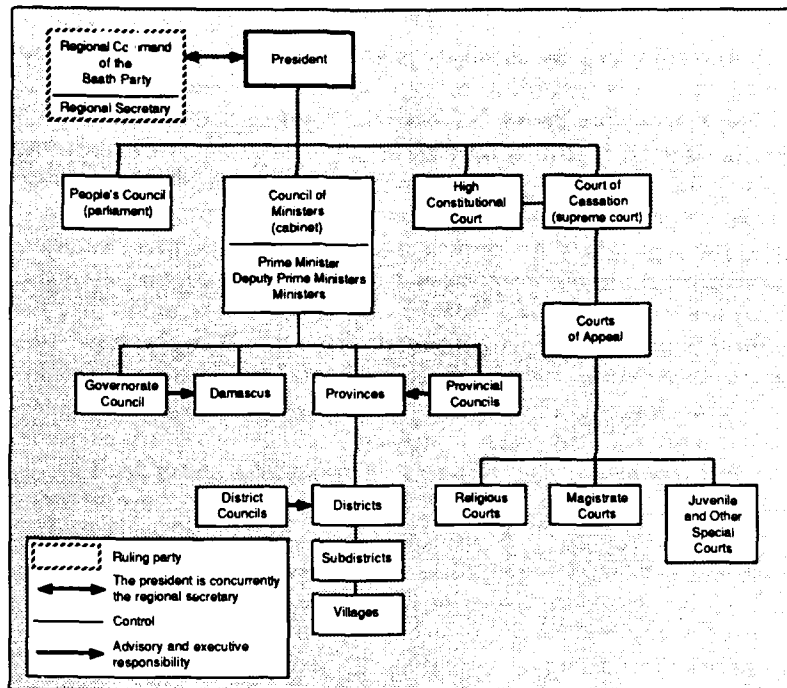 Regional Command
of the
Baath Party
Regional Secretary
President
People's Council
(parliament)
Council of
Ministers
(cabinet)
Prime Minister
Deputy Prime Ministers
Ministers
High
Constitutional
Court
Court of
Cassation
(supreme court)
Courts
of Appeal
Governorate
Council
Damascus
Provinces
Provincial
Councils
District
Councils
Districts
Subdistricts
Villages
Religious
Courts
Magistrate
Courts
Juvenile
and Other
Special
Courts
Ruling party
The president is concurrently
the regional secretary
Control
Advisory and executive
responsibility